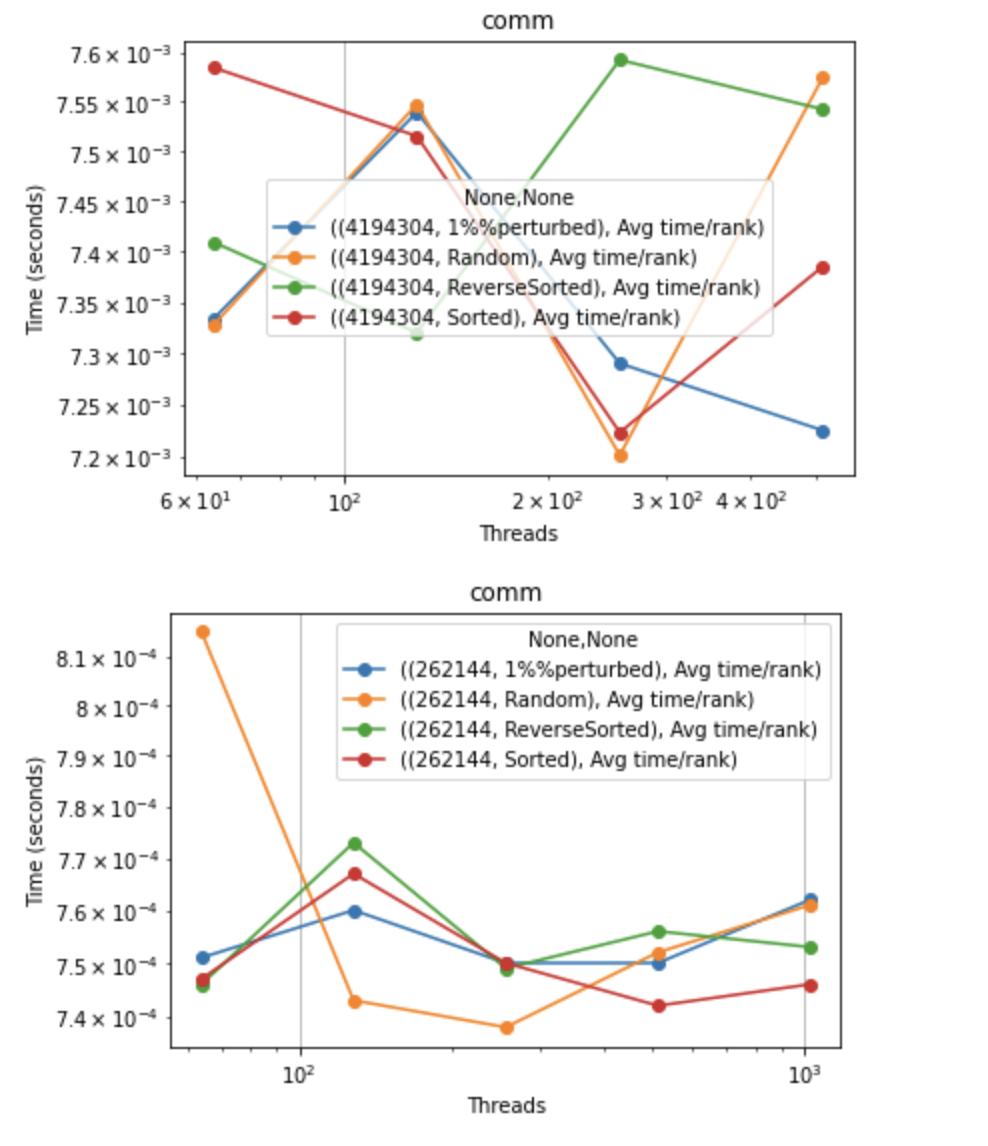 comm
7.6 × 10⁻³
7.55 × 10⁻³
7.5 × 10⁻³
7.45 × 10⁻³
7.4 × 10⁻³
7.35 × 10⁻³
7.3 × 10⁻³
7.25 × 10⁻³
7.2 × 10⁻³
Time (seconds)
None,None
((4194304, 1%%perturbed), Avg time/rank)
((4194304, Random), Avg time/rank)
((4194304, ReverseSorted), Avg time/rank)
((4194304, Sorted), Avg time/rank)
6 × 10¹ 10² 2 × 10² 3 × 10² 4 × 10²
Threads
comm
8.1 × 10⁻⁴
8 × 10⁻⁴
7.9 × 10⁻⁴
7.8 × 10⁻⁴
7.7 × 10⁻⁴
7.6 × 10⁻⁴
7.5 × 10⁻⁴
7.4 × 10⁻⁴
Time (seconds)
None,None
((262144, 1%%perturbed), Avg time/rank)
((262144, Random), Avg time/rank)
((262144, ReverseSorted), Avg time/rank)
((262144, Sorted), Avg time/rank)
10² 10³
Threads